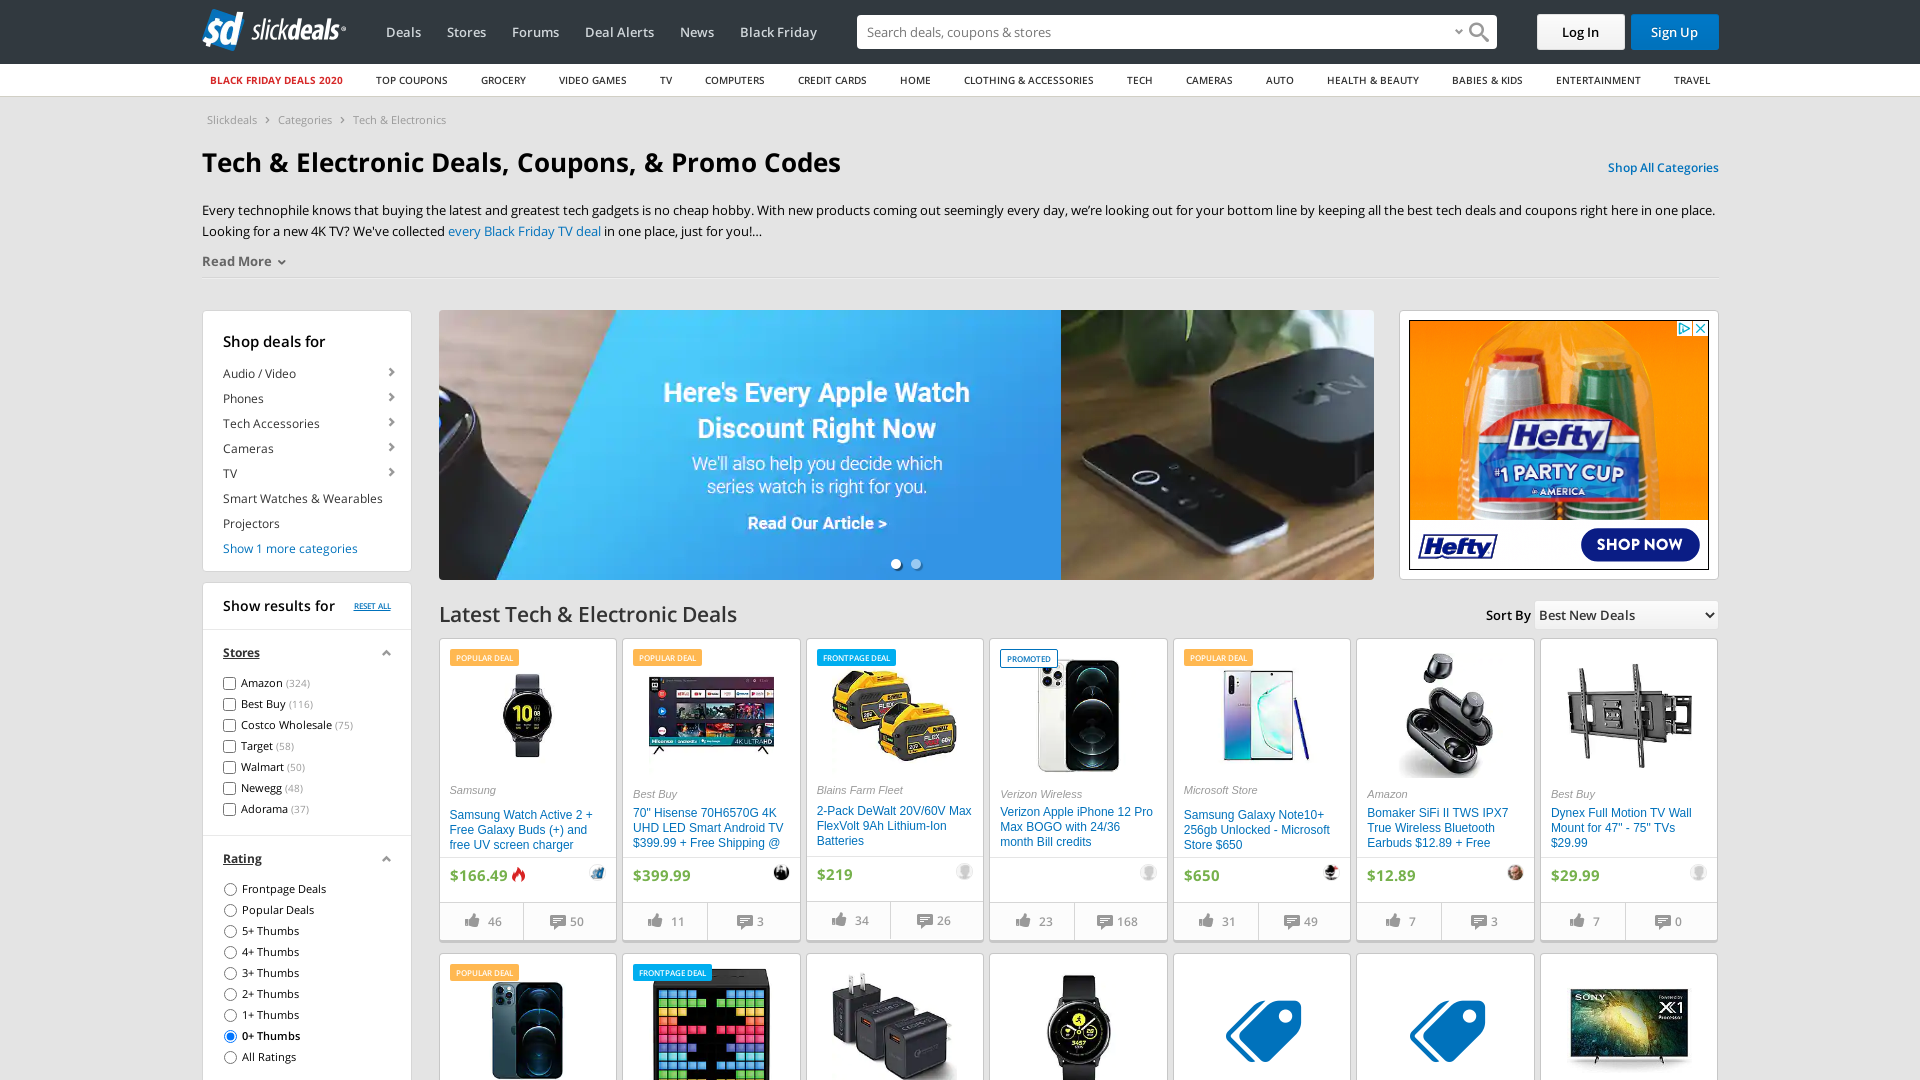 sd slickdeals
Deals
Stores
Forums
Deal Alerts
News
Black Friday
Search deals, coupons & stores
Log In
Sign Up
BLACK FRIDAY DEALS 2020
TOP COUPONS
GROCERY
VIDEO GAMES
TV
COMPUTERS
CREDIT CARDS
HOME
CLOTHING & ACCESSORIES
TECH
CAMERAS
AUTO
HEALTH & BEAUTY
BABIES & KIDS
ENTERTAINMENT
TRAVEL
Slickdeals > Categories > Tech & Electronics
Tech & Electronic Deals, Coupons, & Promo Codes
Shop All Categories
Every technophile knows that buying the latest and greatest tech gadgets is no cheap hobby. With new products coming out seemingly every day, we’re looking out for your bottom line by keeping all the best tech deals and coupons right here in one place.
Looking for a new 4K TV? We've collected every Black Friday TV deal in one place, just for you!...
Read More
Shop deals for
Audio / Video
Phones
Tech Accessories
Cameras
TV
Smart Watches & Wearables
Projectors
Show 1 more categories
Show results for
RESET ALL
Stores
Amazon (324)
Best Buy (116)
Costco Wholesale (75)
Target (58)
Walmart (50)
Newegg (48)
Adorama (37)
Rating
Frontpage Deals
Popular Deals
5+ Thumbs
4+ Thumbs
3+ Thumbs
2+ Thumbs
1+ Thumbs
0+ Thumbs
All Ratings
Here's Every Apple Watch
Discount Right Now
We'll also help you decide which
series watch is right for you.
Read Our Article >
tv
Hefty
#1 PARTY CUP
IN AMERICA
Hefty
SHOP NOW
Latest Tech & Electronic Deals
Sort By
Best New Deals
POPULAR DEAL
10
Samsung
Samsung Watch Active 2 +
Free Galaxy Buds (+) and
free UV screen charger
$166.49
46
50
POPULAR DEAL
Hisense
4K ULTRA HD
Best Buy
70" Hisense 70H6570G 4K
UHD LED Smart Android TV
$399.99 + Free Shipping @
$399.99
11
3
FRONTPAGE DEAL
FLEX
FLEX
Blains Farm Fleet
2-Pack DeWalt 20V/60V Max
FlexVolt 9Ah Lithium-Ion
Batteries
$219
34
26
PROMOTED
Verizon Wireless
Verizon Apple iPhone 12 Pro
Max BOGO with 24/36
month Bill credits
23
168
POPULAR DEAL
Microsoft Store
Samsung Galaxy Note10+
256gb Unlocked - Microsoft
Store $650
$650
31
49
Amazon
Bomaker SiFi II TWS IPX7
True Wireless Bluetooth
Earbuds $12.89 + Free
$12.89
7
3
Best Buy
Dynex Full Motion TV Wall
Mount for 47" - 75" TVs
$29.99
$29.99
7
0
POPULAR DEAL
FRONTPAGE DEAL
SONY
X1
Processor